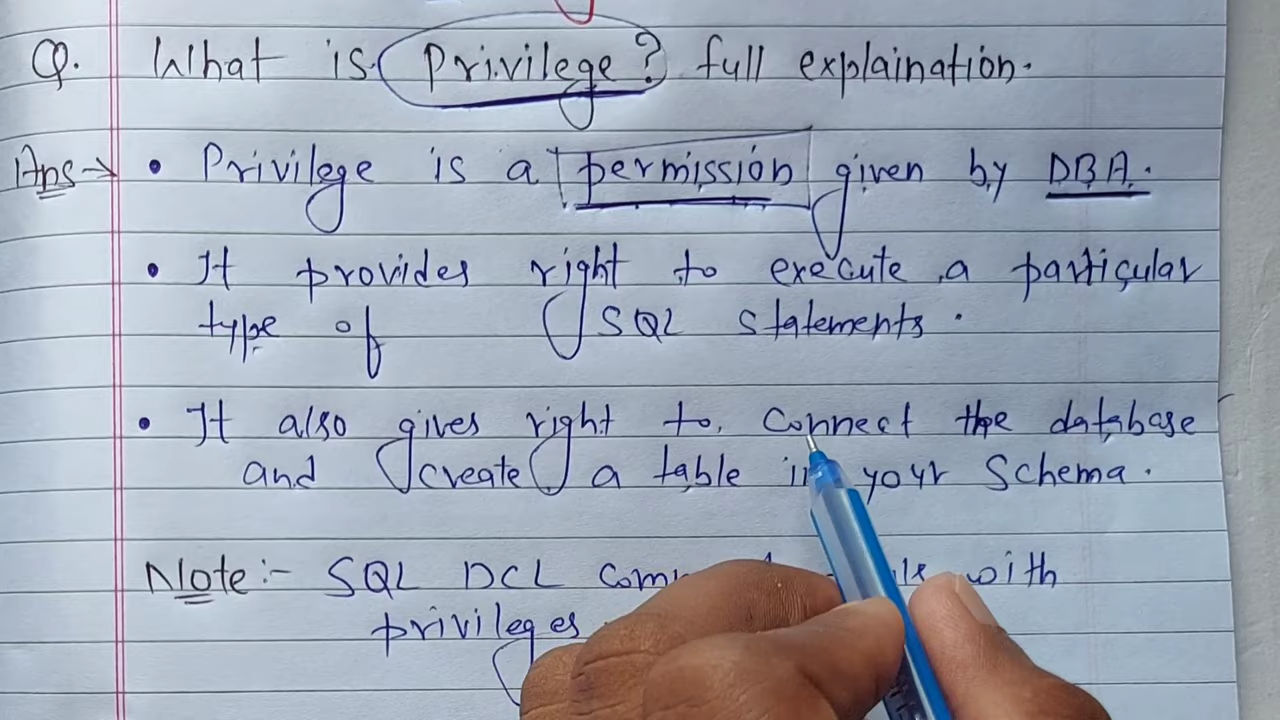 Q. What is Privilege? full explaination.
Ans → • Privilege is a permission given by DBA.
• It provides right to execute a particular
type of SQL statements.
• It also gives right to connect the database
and create a table in your Schema.
Note:- SQL DCL with
privileges